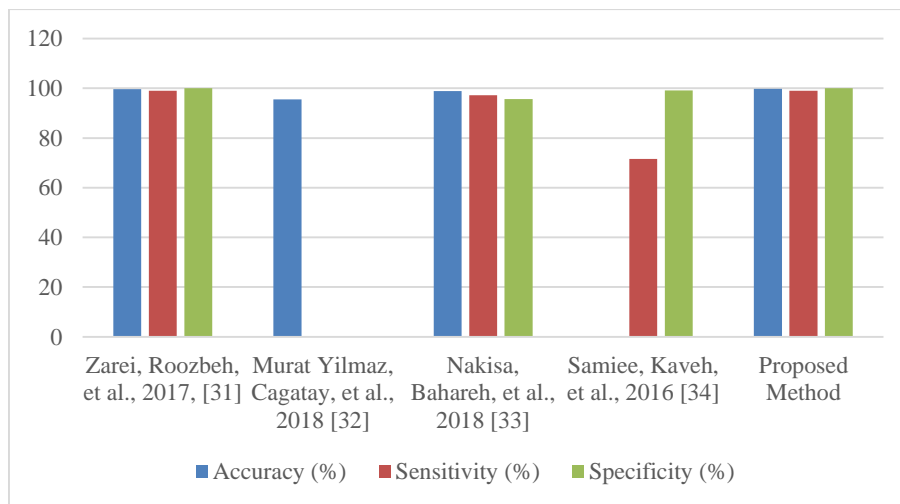 120
100
80
60
40
20
0
Zarei, Roozbeh,
et al., 2017, [31]
Murat Yilmaz,
Cagatay, et al.,
2018 [32]
Nakisa,
Bahareh, et al.,
2018 [33]
Samiee, Kaveh,
et al., 2016 [34]
Proposed
Method
Accuracy (%)
Sensitivity (%)
Specificity (%)